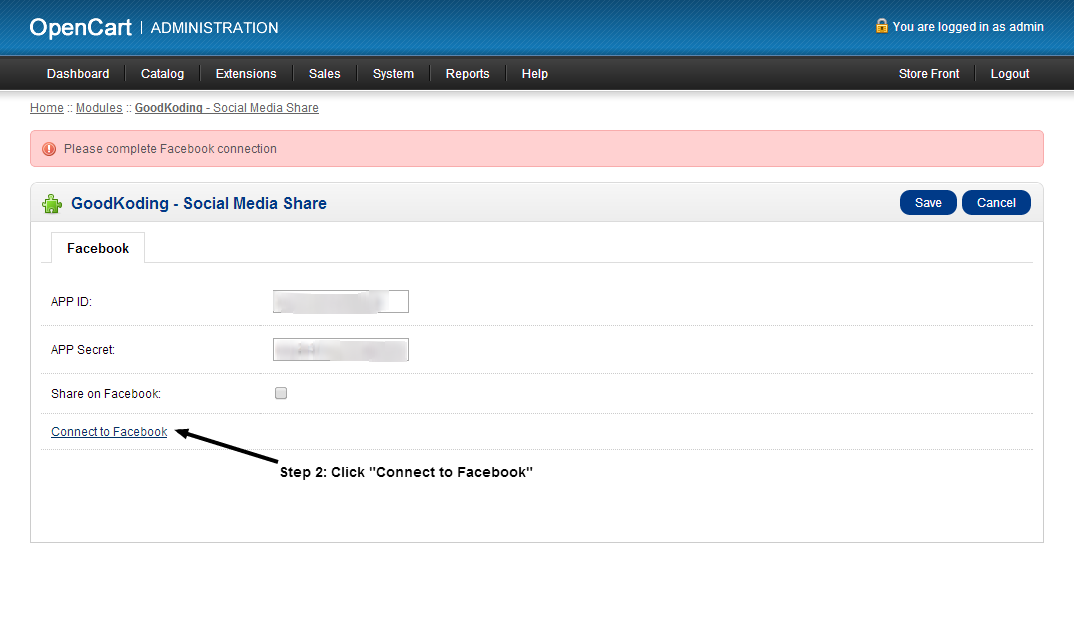 OpenCart | ADMINISTRATION
You are logged in as admin
Dashboard Catalog Extensions Sales System Reports Help Store Front Logout
Home :: Modules :: GoodKoding - Social Media Share
Please complete Facebook connection
GoodKoding - Social Media Share Save Cancel
Facebook
APP ID:
APP Secret:
Share on Facebook:
Connect to Facebook
Step 2: Click "Connect to Facebook"